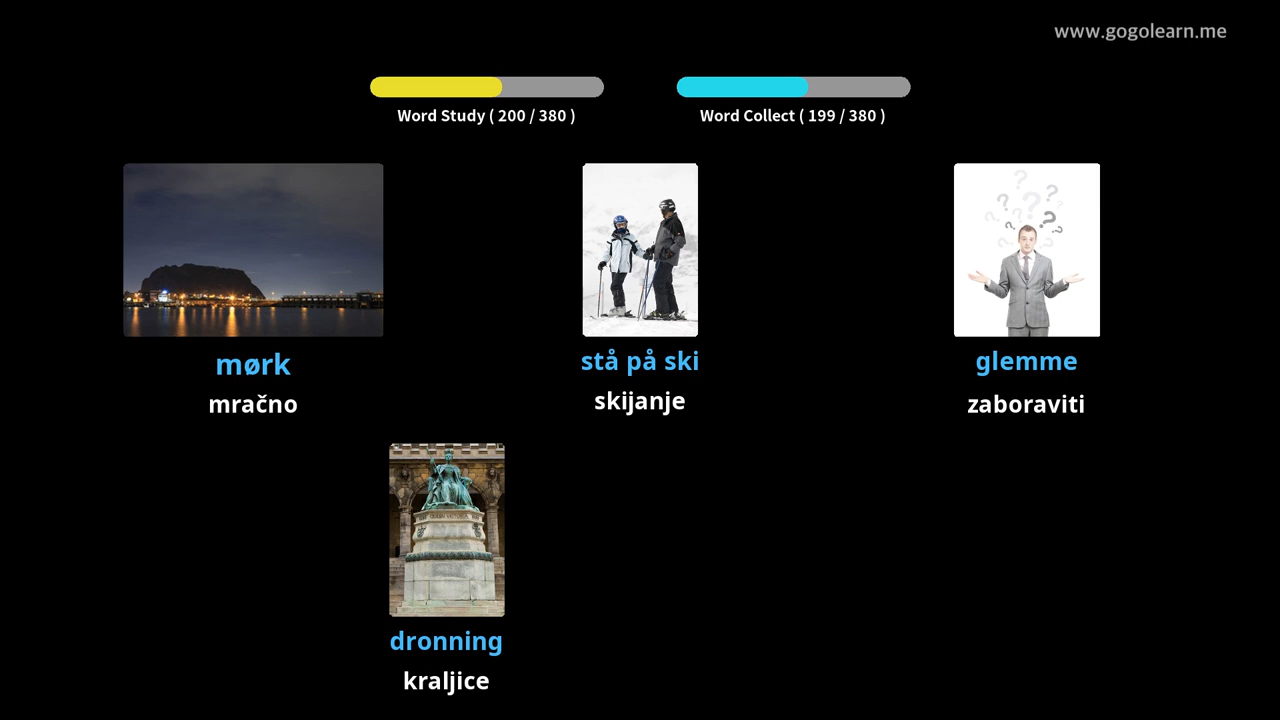 www.gogolearn.me
Word Study ( 200 / 380 )
Word Collect ( 199 / 380 )
mørk
stå på ski
glemme
mračno
skijanje
zaboraviti
dronning
kraljice